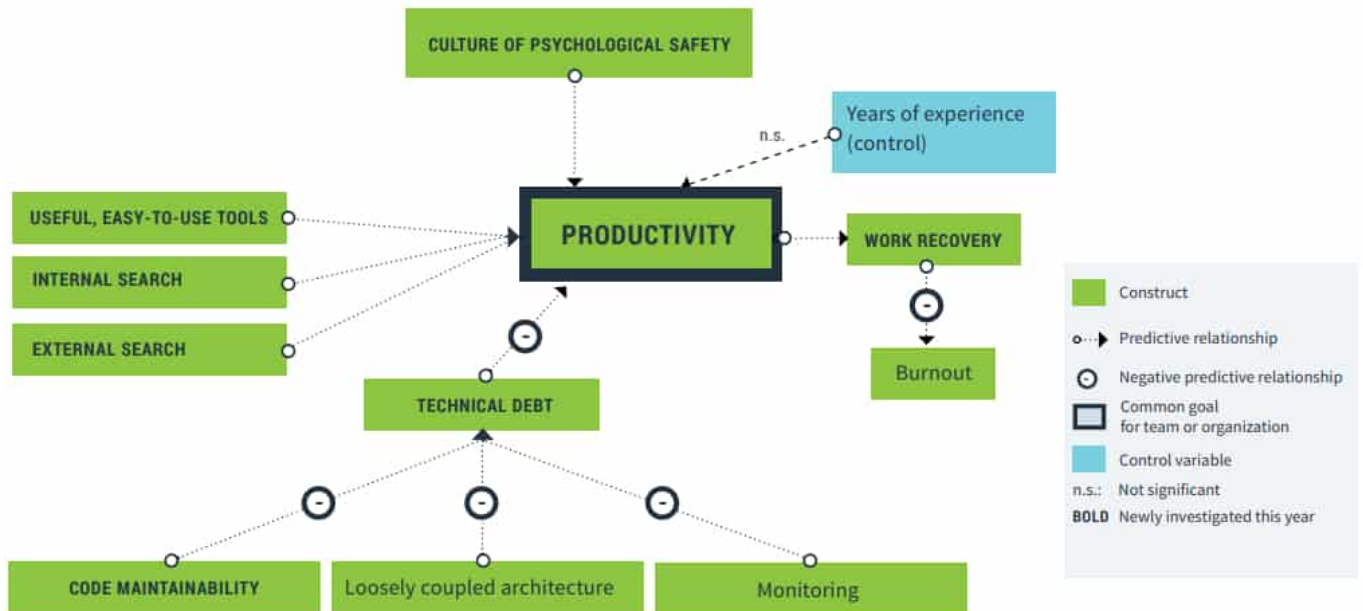 CULTURE OF PSYCHOLOGICAL SAFETY
Years of experience
(control)
n.s.
USEFUL, EASY-TO-USE TOOLS
PRODUCTIVITY
WORK RECOVERY
INTERNAL SEARCH
EXTERNAL SEARCH
-
-
Burnout
TECHNICAL DEBT
-
-
-
CODE MAINTAINABILITY
Loosely coupled architecture
Monitoring
Construct
Predictive relationship
- Negative predictive relationship
Common goal
for team or organization
Control variable
n.s.: Not significant
BOLD Newly investigated this year